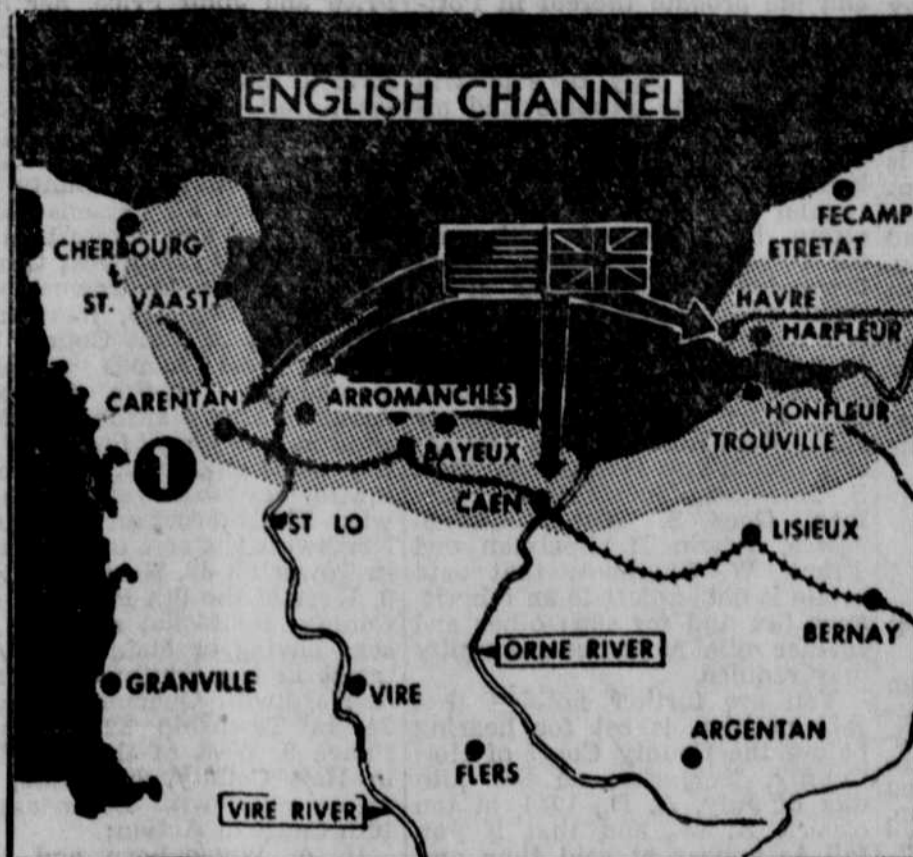 ENGLISH CHANNEL
FECAMP
ETRETAT
CHERBOURG
ST. VAAST
HAVRE
HARFLEUR
CARENTAN
ARROMANCHES
HONFLEUR
TROUVILLE
BAYEUX
1
CAEN
ST LO
LISIEUX
BERNAY
ORNE RIVER
GRANVILLE
VIRE
ARGENTAN
FLERS
VIRE RIVER